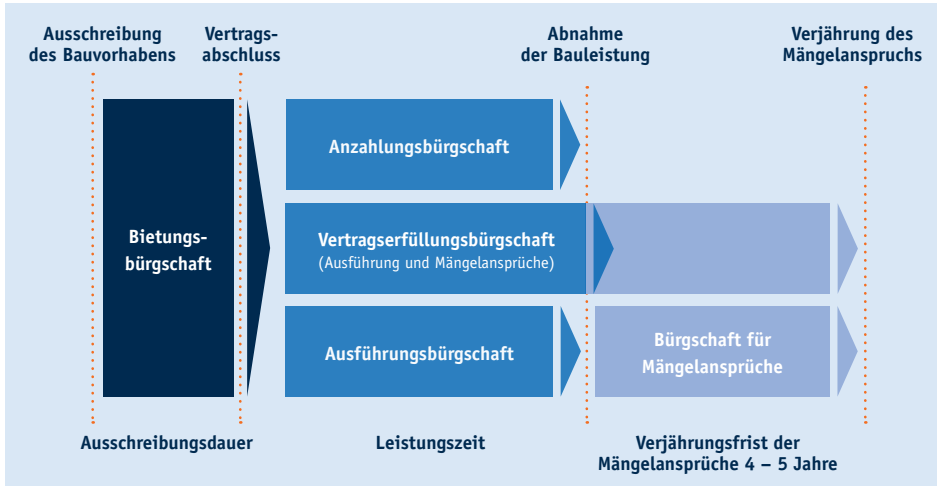 Ausschreibung
des Bauvorhabens
Vertrags-
abschluss
Abnahme
der Bauleistung
Verjährung des
Mängelanspruchs
Bietungs-
bürgschaft
Anzahlungsbürgschaft
Vertragserfüllungsbürgschaft
(Ausführung und Mängelansprüche)
Ausführungsbürgschaft
Bürgschaft für
Mängelansprüche
Ausschreibungsdauer
Leistungszeit
Verjährungsfrist der
Mängelansprüche 4 – 5 Jahre